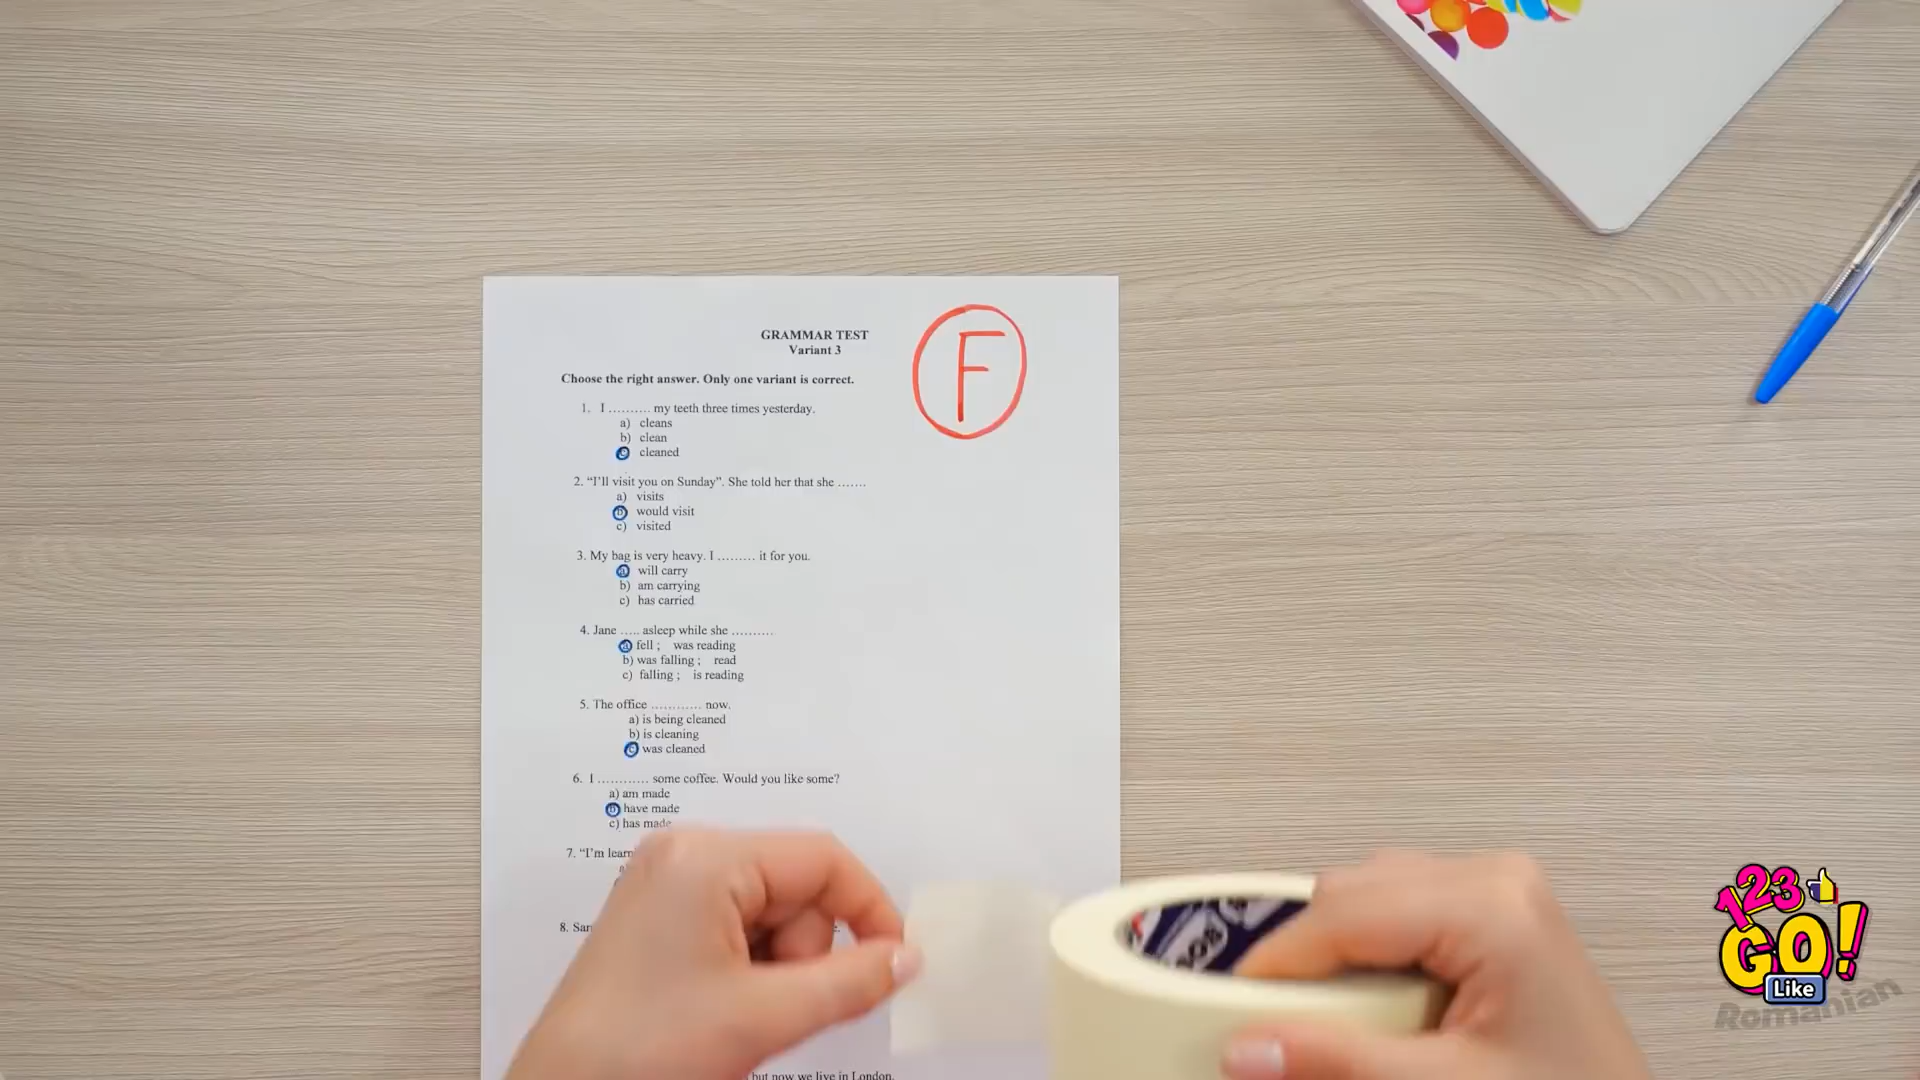 GRAMMAR TEST
Variant 3
F
Choose the right answer. Only one variant is correct.
1. I .......... my teeth three times yesterday.
a) cleans
b) clean
c) cleaned
2. “I’ll visit you on Sunday”. She told her that she .......
a) visits
b) would visit
c) visited
3. My bag is very heavy. I ......... it for you.
a) will carry
b) am carrying
c) has carried
4. Jane ..... asleep while she ..........
a) fell ; was reading
b) was falling ; read
c) falling ; is reading
5. The office ............ now.
a) is being cleaned
b) is cleaning
c) was cleaned
6. I ............ some coffee. Would you like some?
a) am made
b) have made
c) has made
7. “I’m
8.
but now we live in London.
123
GO!
Like
Romanian